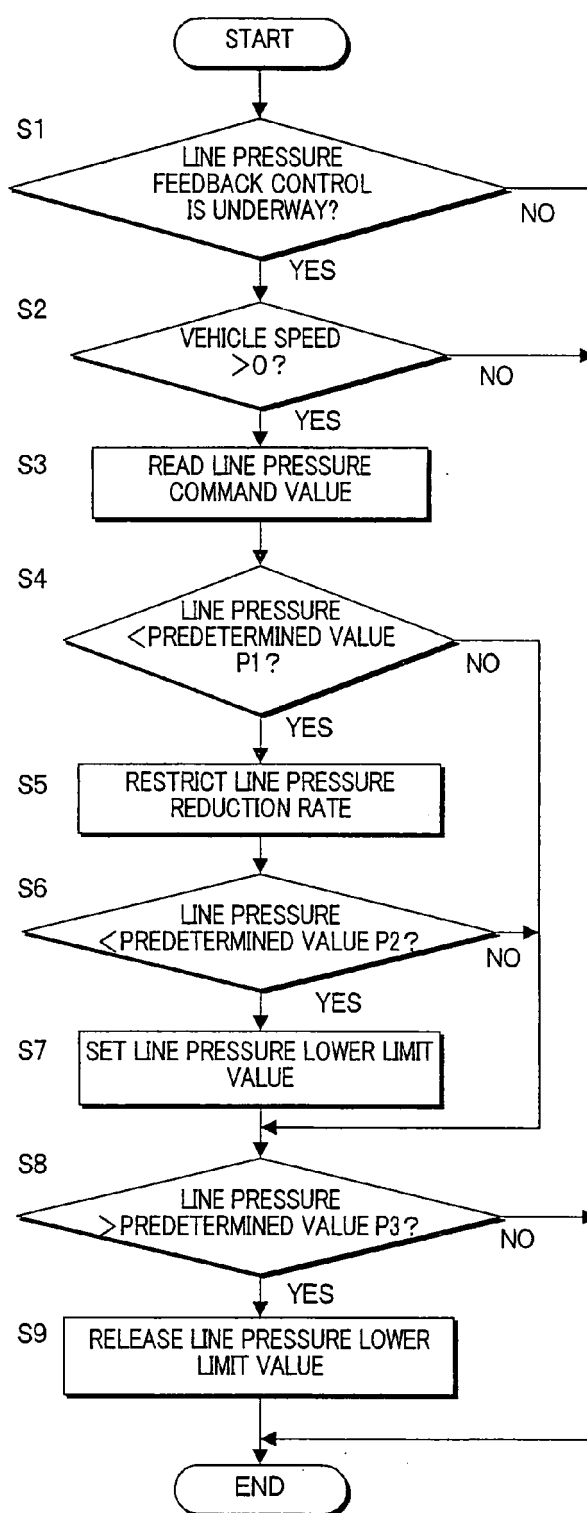 START
S1
LINE PRESSURE
FEEDBACK CONTROL
IS UNDERWAY?
NO
YES
S2
VEHICLE SPEED
>0?
NO
YES
S3
READ LINE PRESSURE
COMMAND VALUE
S4
LINE PRESSURE
<PREDETERMINED VALUE
P1?
NO
YES
S5
RESTRICT LINE PRESSURE
REDUCTION RATE
S6
LINE PRESSURE
<PREDETERMINED VALUE P2?
NO
YES
S7
SET LINE PRESSURE LOWER LIMIT
VALUE
S8
LINE PRESSURE
>PREDETERMINED VALUE P3?
NO
YES
S9
RELEASE LINE PRESSURE LOWER
LIMIT VALUE
END